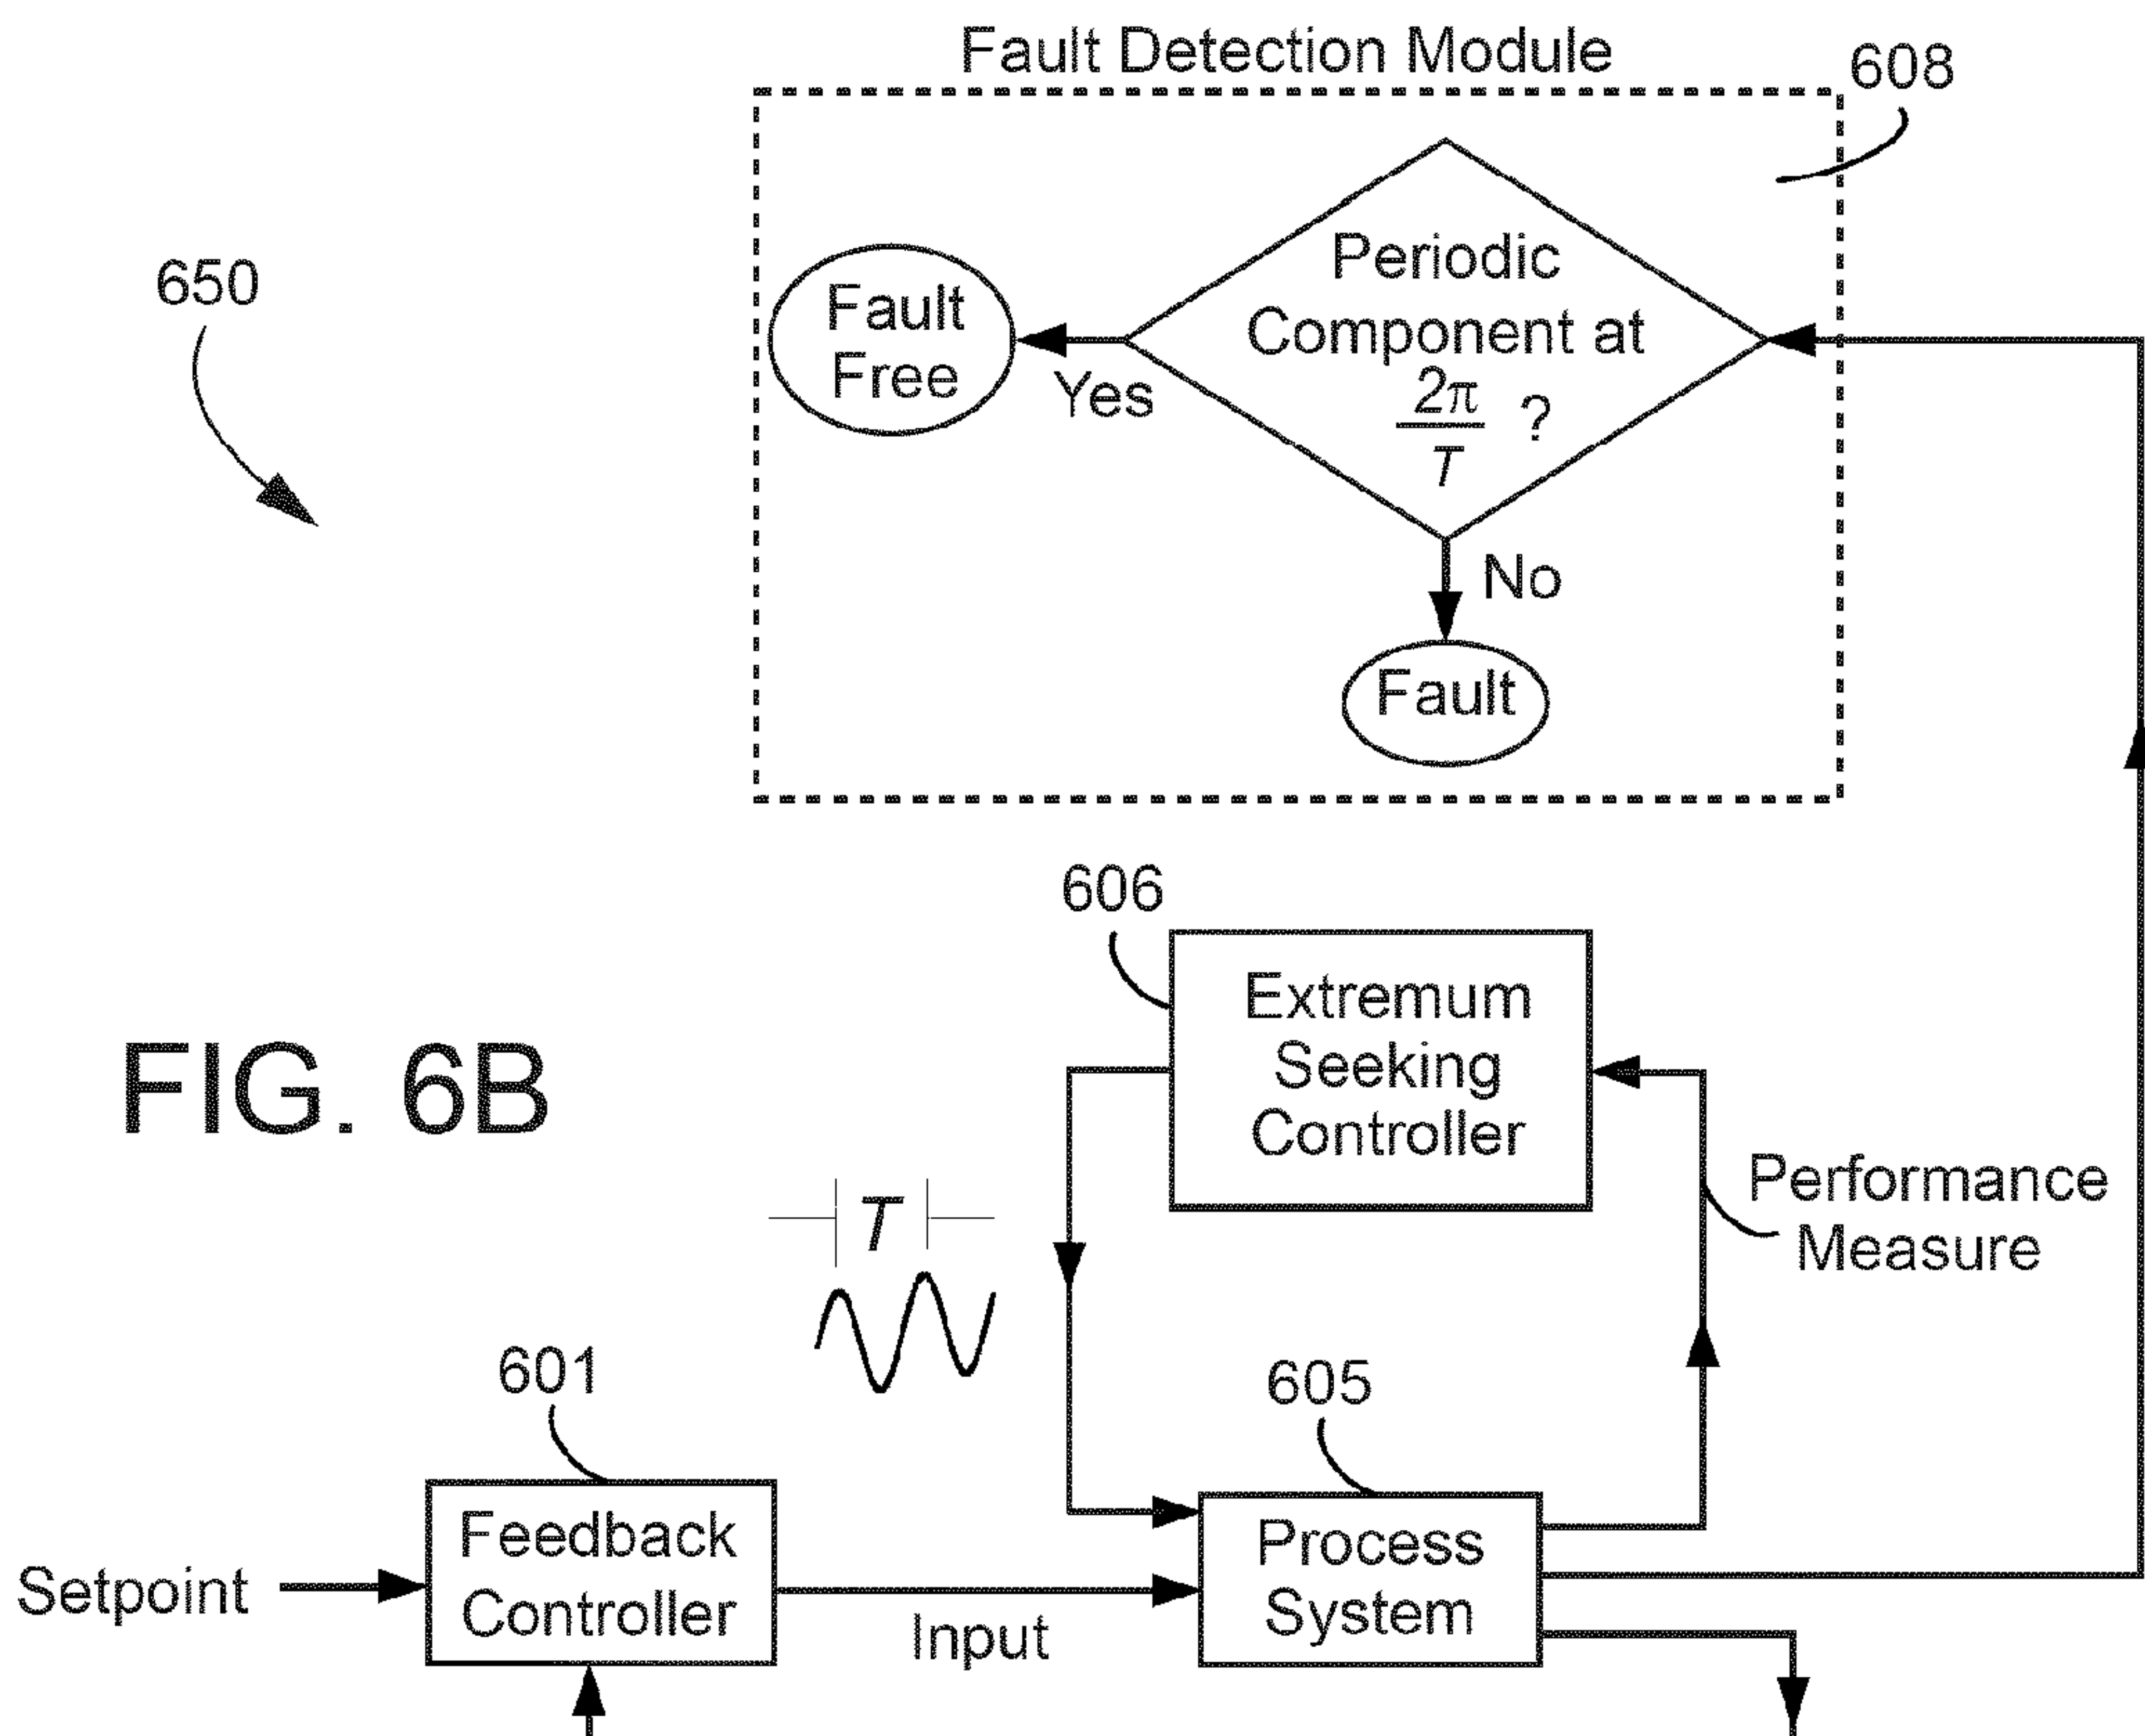 Fault Detection Module
608
650
Periodic
Component at
2π
T
?
Fault
Free
Yes
No
Fault
606
Extremum
Seeking
Controller
FIG. 6B
T
Performance
Measure
601
605
Setpoint
Feedback
Controller
Input
Process
System